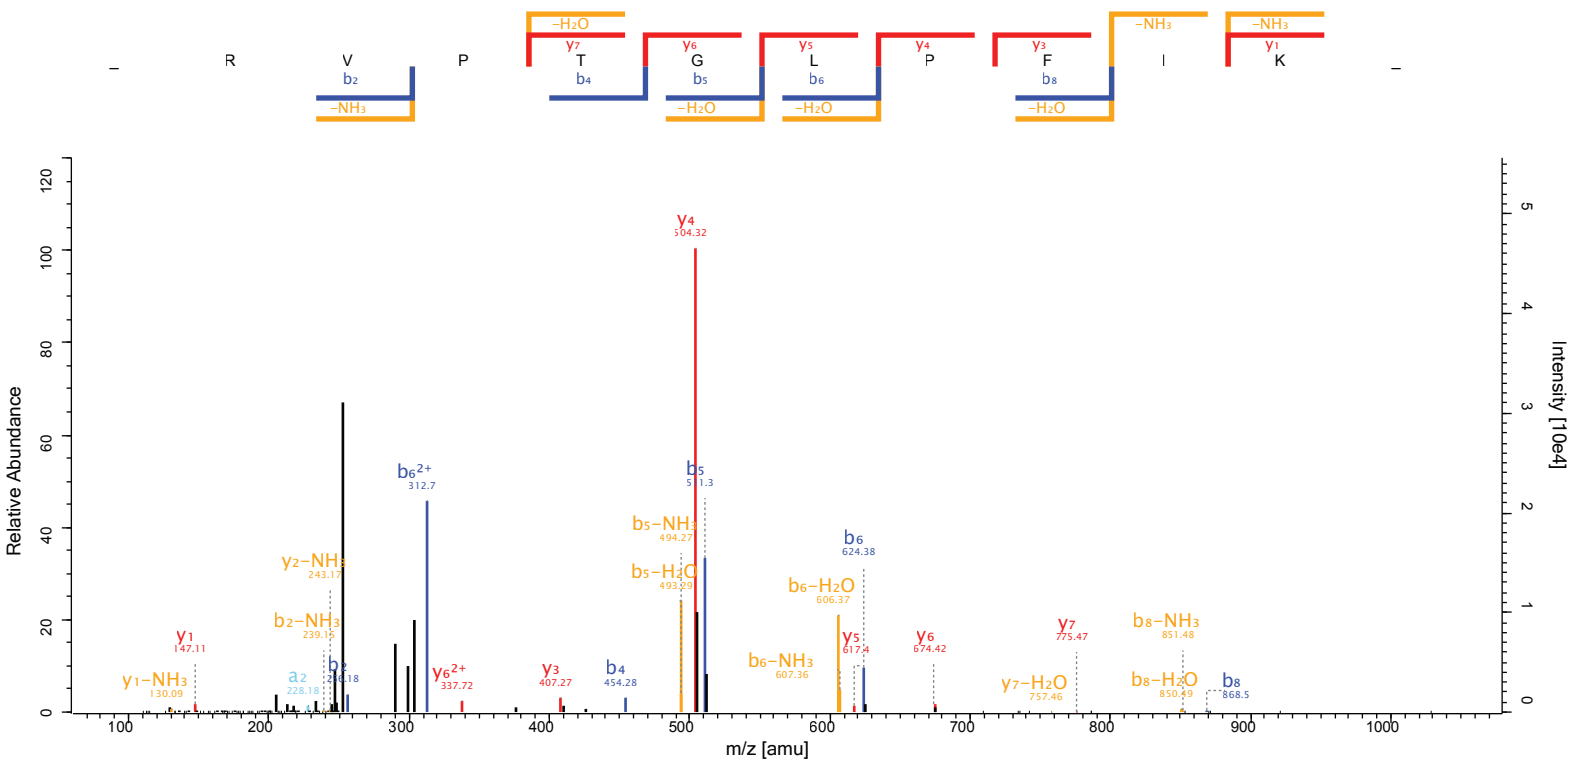 –H₂O –NH₃ –NH₃
y₇ y₆ y₅ y₄ y₃ y₁
_ R V P T G L P F I K _
b₂ b₄ b₅ b₆ b₈
–NH₃ –H₂O –H₂O –H₂O
Relative Abundance
120
100
80
60
40
20
0
Intensity [10e4]
5
4
3
2
1
0
y₄
504.32
b₆²⁺
312.7
b₅
511.3
b₅–NH₃
494.27
b₅–H₂O
493.29
b₆
624.38
b₆–H₂O
606.37
b₆–NH₃
607.36
y₂–NH₃
243.17
b₂–NH₃
239.15
y₁
147.11
y₁–NH₃
130.09
a₂
228.18
b₂
256.18
y₆²⁺
337.72
y₃
407.27
b₄
454.28
y₅
617.4
y₆
674.42
y₇
775.47
y₇–H₂O
757.46
b₈–NH₃
851.48
b₈–H₂O
850.49
b₈
868.5
100 200 300 400 500 600 700 800 900 1000
m/z [amu]